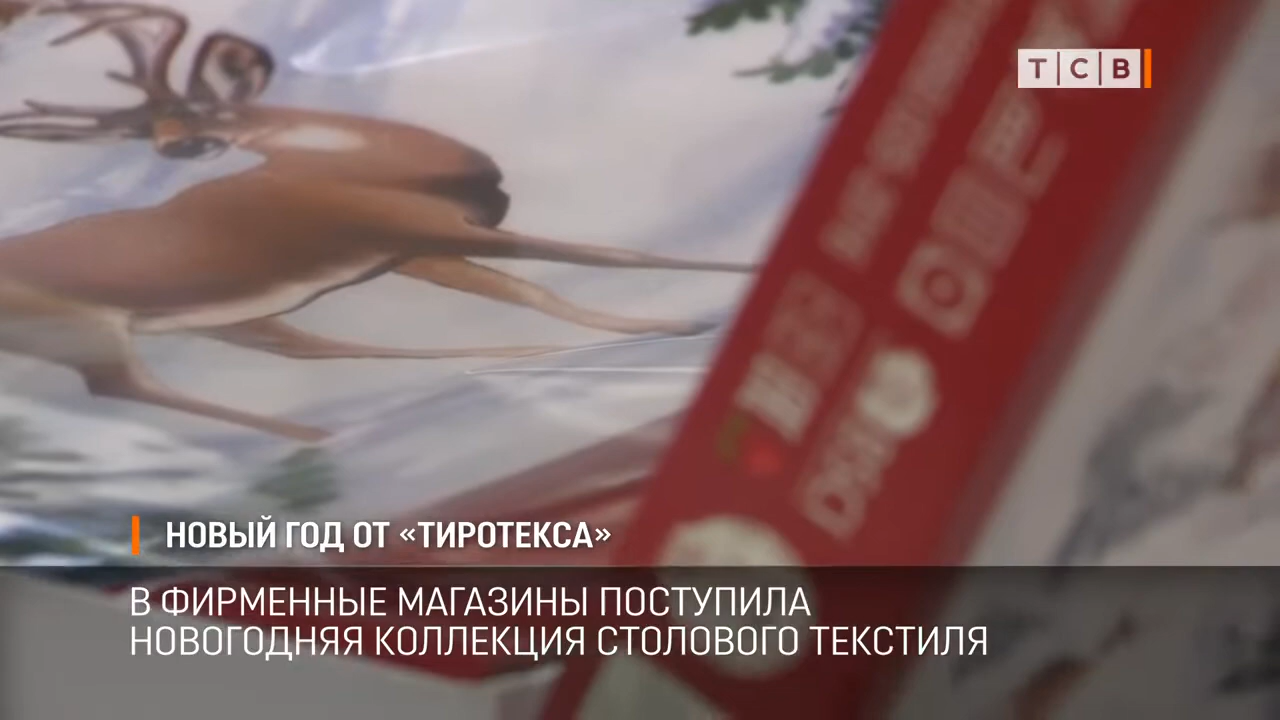 ТСВ
НОВЫЙ ГОД ОТ «ТИРОТЕКСА»
В ФИРМЕННЫЕ МАГАЗИНЫ ПОСТУПИЛА
НОВОГОДНЯЯ КОЛЛЕКЦИЯ СТОЛОВОГО ТЕКСТИЛЯ